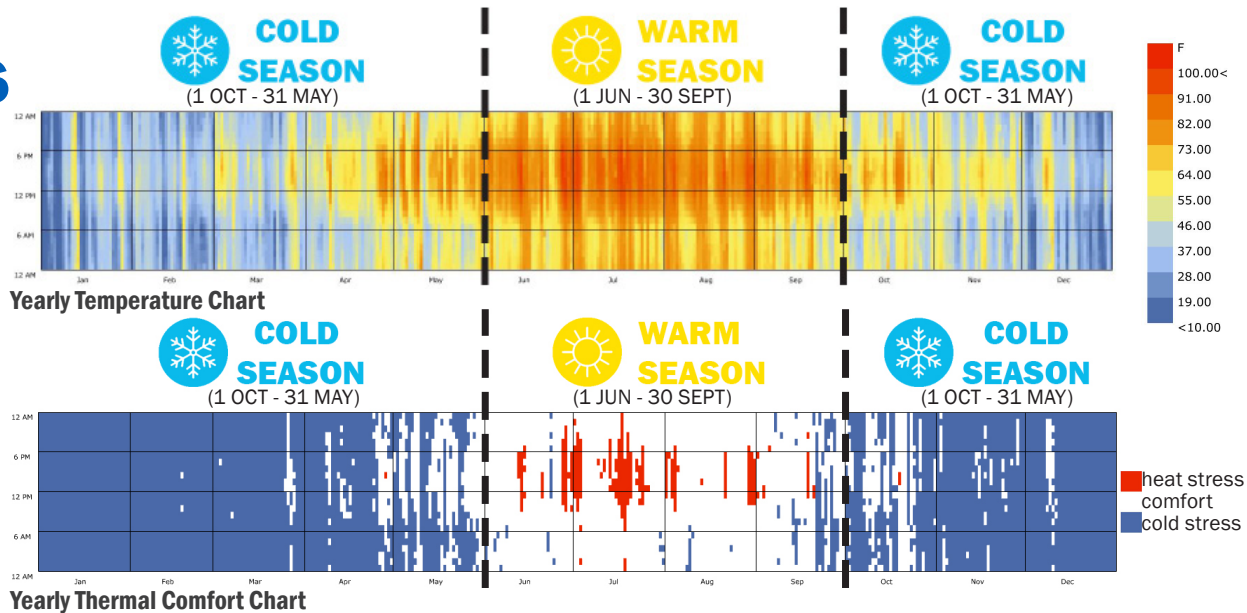 6
COLD
SEASON
(1 OCT - 31 MAY)
WARM
SEASON
(1 JUN - 30 SEPT)
COLD
SEASON
(1 OCT - 31 MAY)
12 AM
6 PM
12 PM
6 AM
12 AM
Jan Feb Mar Apr May Jun Jul Aug Sep Oct Nov Dec
F
100.00<
91.00
82.00
73.00
64.00
55.00
46.00
37.00
28.00
19.00
<10.00
Yearly Temperature Chart
COLD
SEASON
(1 OCT - 31 MAY)
WARM
SEASON
(1 JUN - 30 SEPT)
COLD
SEASON
(1 OCT - 31 MAY)
12 AM
6 PM
12 PM
6 AM
12 AM
Jan Feb Mar Apr May Jun Jul Aug Sep Oct Nov Dec
heat stress
comfort
cold stress
Yearly Thermal Comfort Chart